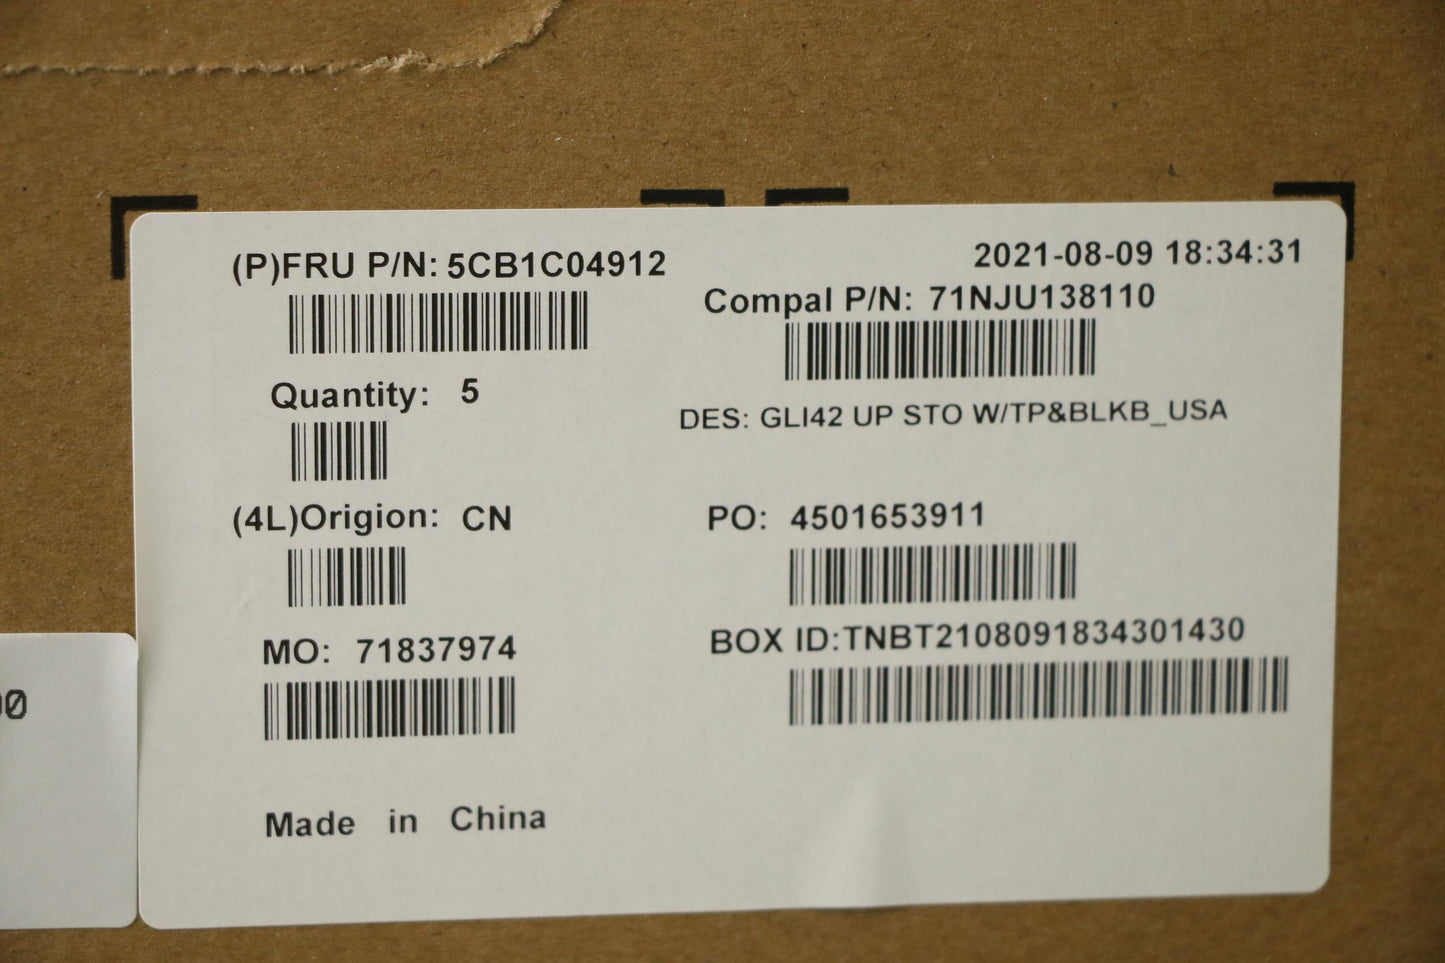 (P)FRU P/N: 5CB1C04912
2021-08-09 18:34:31
Compal P/N: 71NJU138110
Quantity: 5
DES: GLI42 UP STO W/TP&BLKB_USA
(4L)Origion: CN
PO: 4501653911
MO: 71837974
BOX ID:TNBT2108091834301430
Made in China